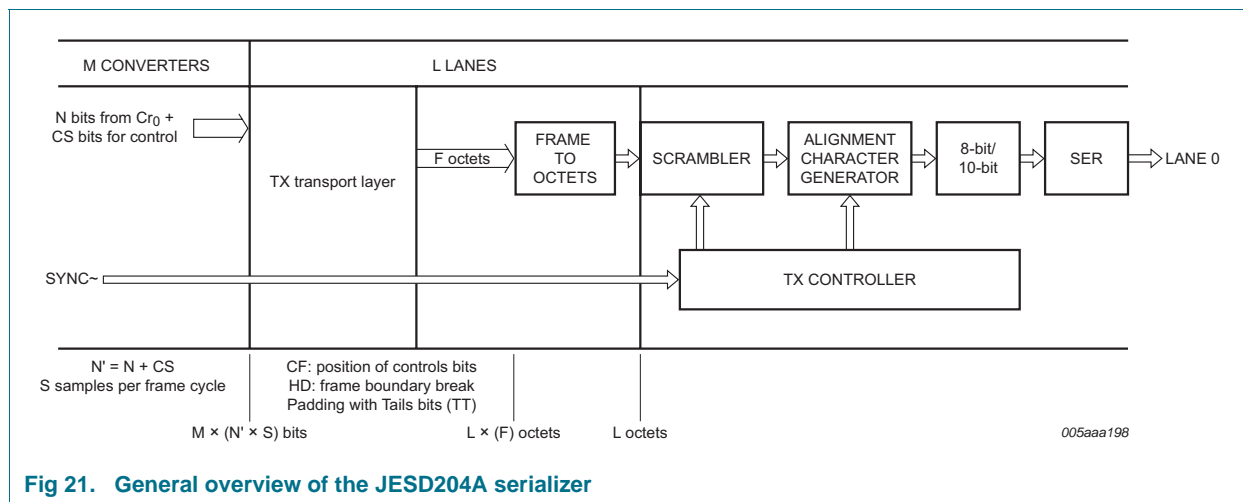 M CONVERTERS
L LANES
N bits from Cr0 +
CS bits for control
TX transport layer
F octets
FRAME
TO
OCTETS
SCRAMBLER
ALIGNMENT
CHARACTER
GENERATOR
8-bit/
10-bit
SER
LANE 0
SYNC~
TX CONTROLLER
N' = N + CS
S samples per frame cycle
CF: position of controls bits
HD: frame boundary break
Padding with Tails bits (TT)
M × (N' × S) bits
L × (F) octets
L octets
005aaa198
Fig 21. General overview of the JESD204A serializer